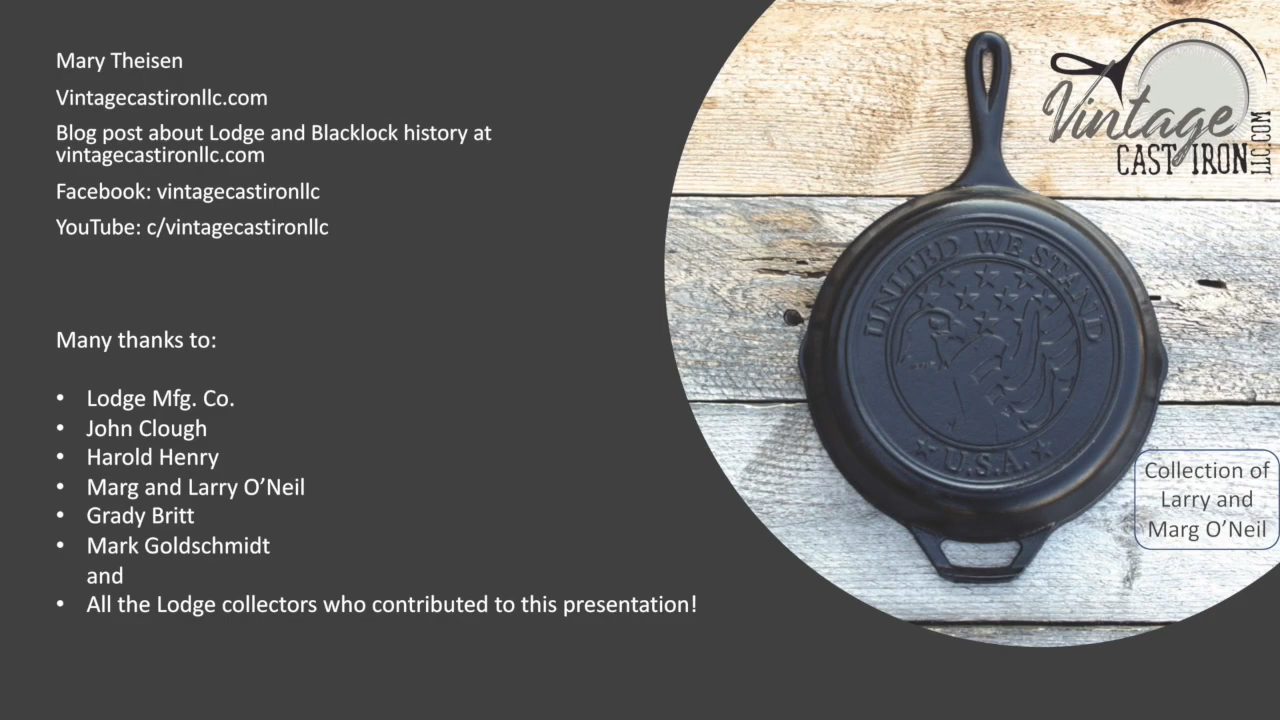 Mary Theisen
Vintagecastironllc.com
Blog post about Lodge and Blacklock history at
vintagecastironllc.com
Facebook: vintagecastironllc
YouTube: c/vintagecastironllc
Many thanks to:
• Lodge Mfg. Co.
• John Clough
• Harold Henry
• Marg and Larry O’Neil
• Grady Britt
• Mark Goldschmidt
and
• All the Lodge collectors who contributed to this presentation!
Vintage
CAST IRON
LLC.COM
UNITED WE STAND
U.S.A.
Collection of
Larry and
Marg O’Neil